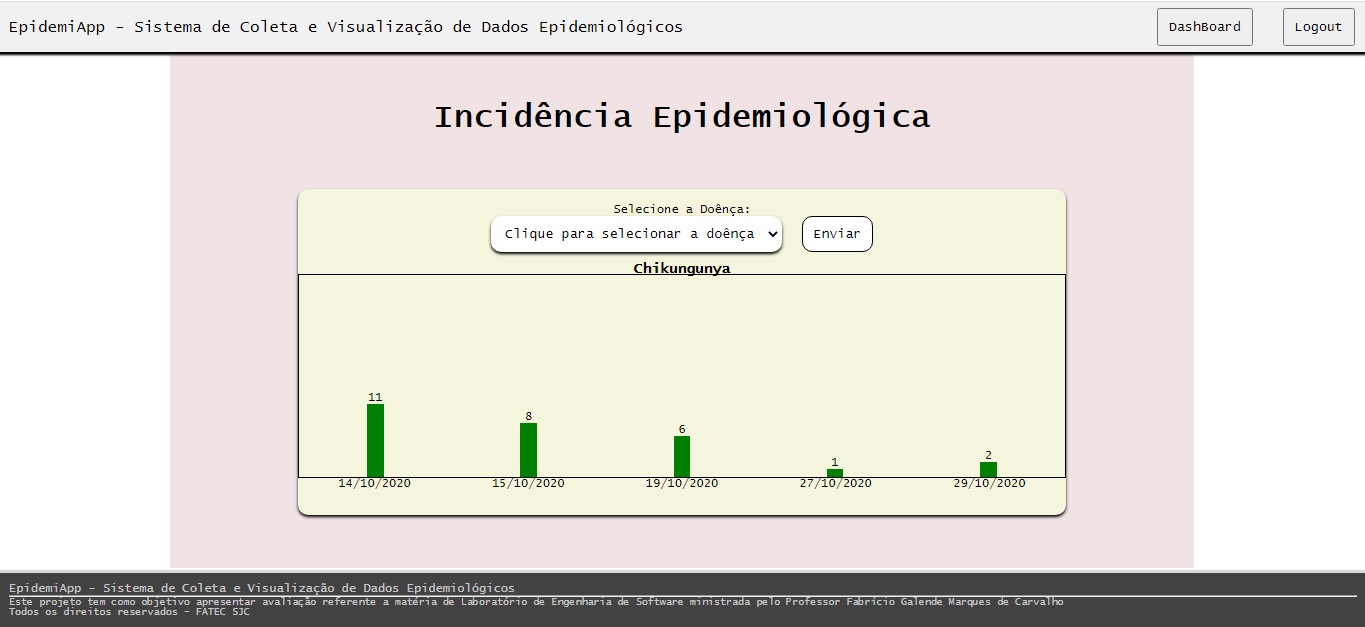 EpidemiApp - Sistema de Coleta e Visualização de Dados Epidemiológicos
DashBoard
Logout
Incidência Epidemiológica
Selecione a Doênça:
Clique para selecionar a doênça
Enviar
Chikungunya
11
8
6
1
2
14/10/2020
15/10/2020
19/10/2020
27/10/2020
29/10/2020
EpidemiApp - Sistema de Coleta e Visualização de Dados Epidemiológicos
Este projeto tem como objetivo apresentar avaliação referente a matéria de Laboratório de Engenharia de Software ministrada pelo Professor Fabrício Galende Marques de Carvalho
Todos os direitos reservados - FATEC SJC